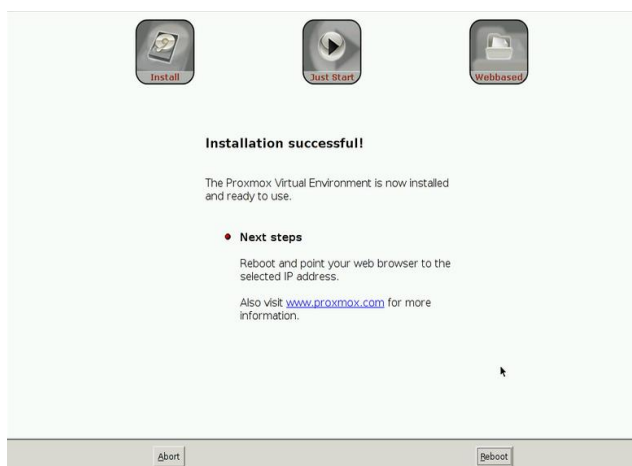 Install
Just Start
Webbased
Installation successful!
The Proxmox Virtual Environment is now installed
and ready to use.
Next steps
Reboot and point your web browser to the
selected IP address.
Also visit www.proxmox.com for more
information.
Abort
Reboot